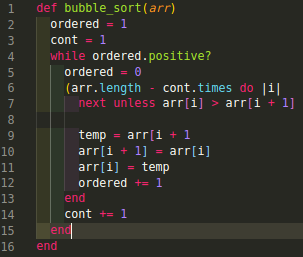 1 def bubble_sort(arr)
2   ordered = 1
3   cont = 1
4   while ordered.positive?
5     ordered = 0
6     (arr.length - cont.times do |i|
7       next unless arr[i] > arr[i + 1]
8
9       temp = arr[i + 1
10       arr[i + 1] = arr[i]
11       arr[i] = temp
12       ordered += 1
13     end
14     cont += 1
15   end
16 end